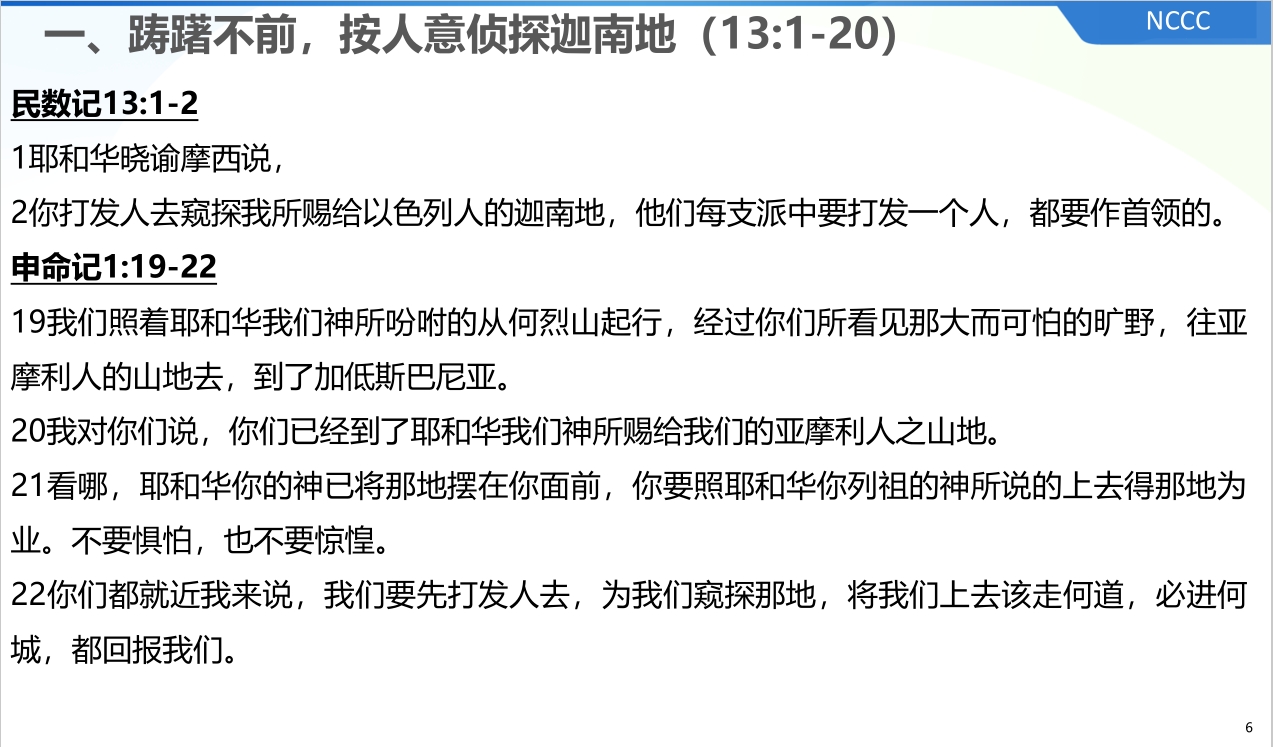 NCCC
一、踌躇不前，按人意侦探迦南地（13:1-20）
民数记13:1-2
1耶和华晓谕摩西说，
2你打发人去窥探我所赐给以色列人的迦南地，他们每支派中要打发一个人，都要作首领的。
申命记1:19-22
19我们照着耶和华我们神所吩咐的从何烈山起行，经过你们所看见那大而可怕的旷野，往亚
摩利人的山地去，到了加低斯巴尼亚。
20我对你们说，你们已经到了耶和华我们神所赐给我们的亚摩利人之山地。
21看哪，耶和华你的神已将那地摆在你面前，你要照耶和华你列祖的神所说的上去得那地为
业。不要惧怕，也不要惊惶。
22你们都就近我来说，我们要先打发人去，为我们窥探那地，将我们上去该走何道，必进何
城，都回报我们。
6